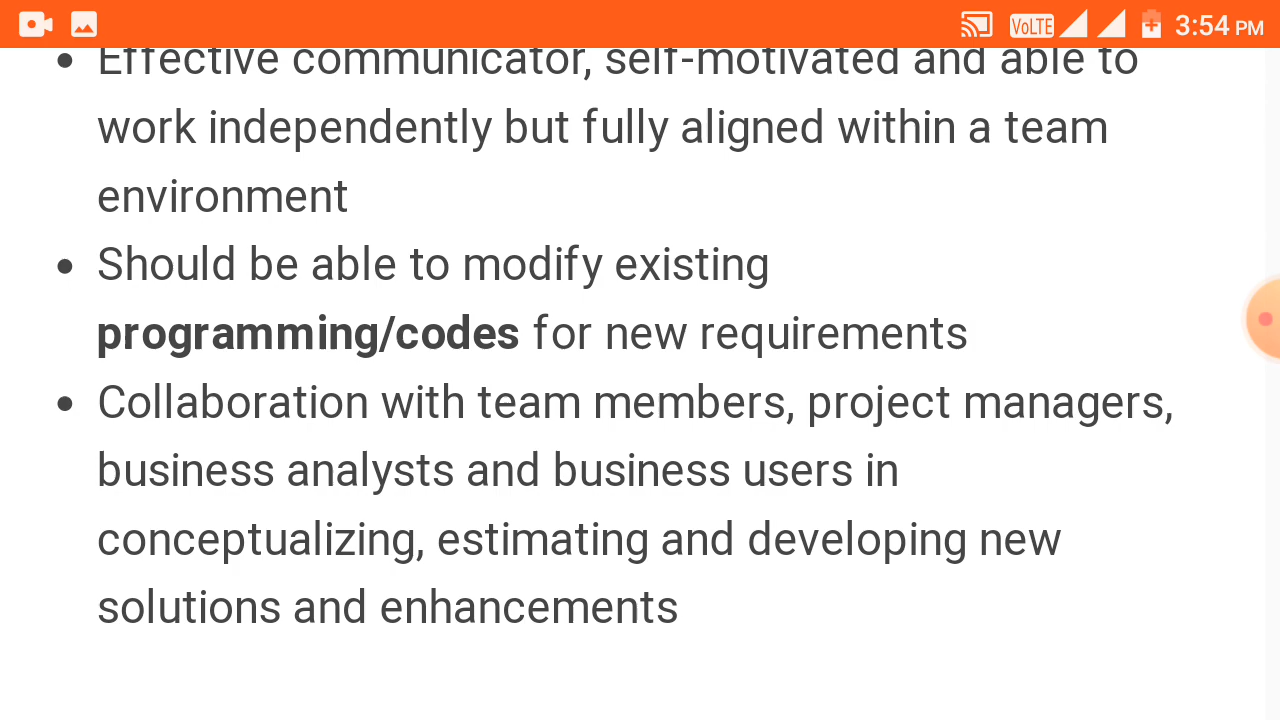 VoLTE 3:54 PM
Effective communicator, self-motivated and able to
work independently but fully aligned within a team
environment
Should be able to modify existing
programming/codes for new requirements
Collaboration with team members, project managers,
business analysts and business users in
conceptualizing, estimating and developing new
solutions and enhancements